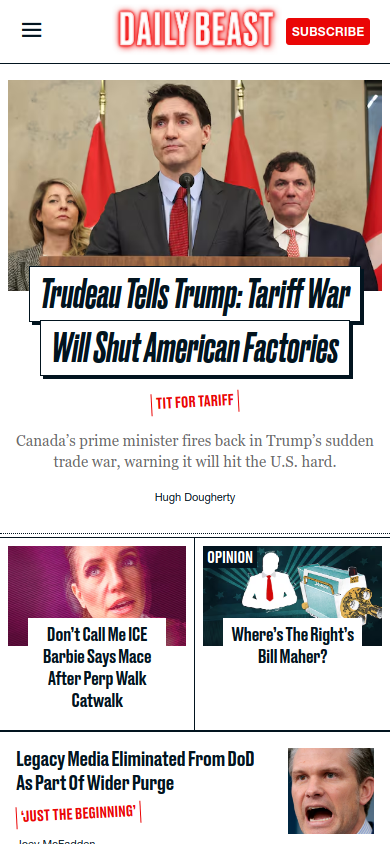 DAILY BEAST
SUBSCRIBE
Trudeau Tells Trump: Tariff War
Will Shut American Factories
TIT FOR TARIFF
Canada’s prime minister fires back in Trump’s sudden
trade war, warning it will hit the U.S. hard.
Hugh Dougherty
Don’t Call Me ICE
Barbie Says Mace
After Perp Walk
Catwalk
OPINION
Where’s The Right’s
Bill Maher?
Legacy Media Eliminated From DoD
As Part Of Wider Purge
‘JUST THE BEGINNING’
Joey McFadden